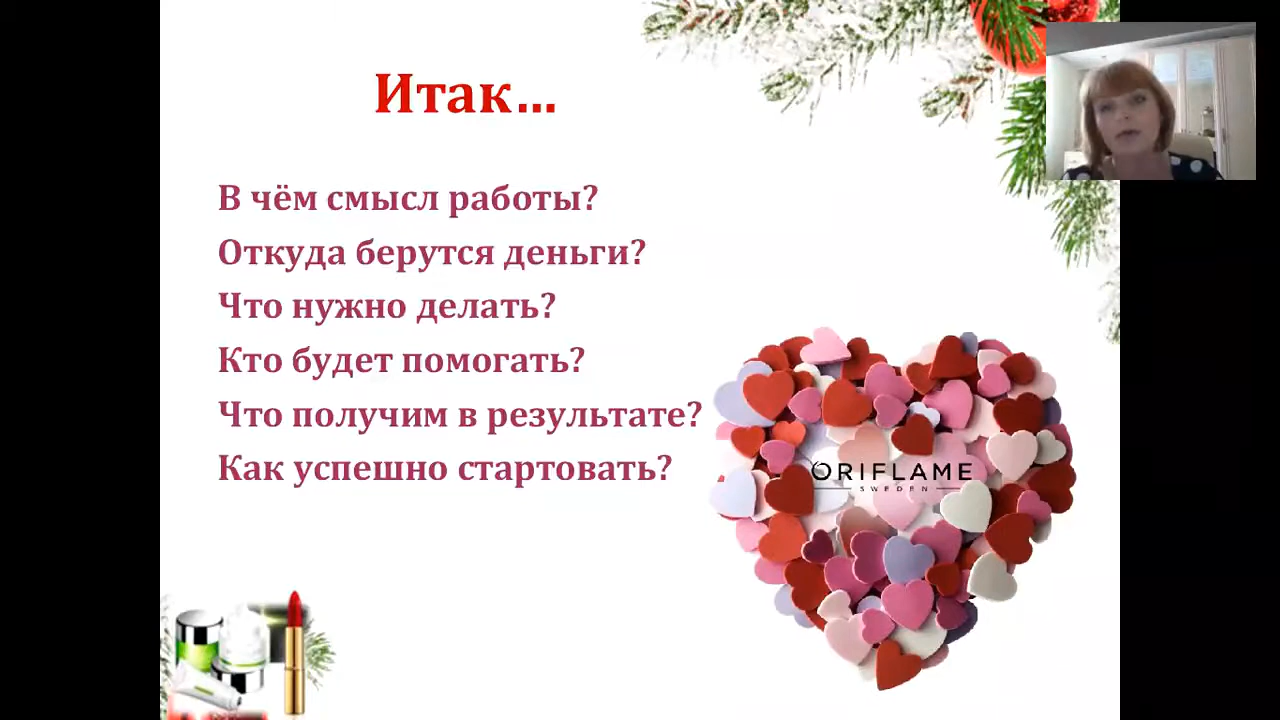 Итак...
В чём смысл работы?
Откуда берутся деньги?
Что нужно делать?
Кто будет помогать?
Что получим в результате?
Как успешно стартовать?
ORIFLAME
SWEDEN